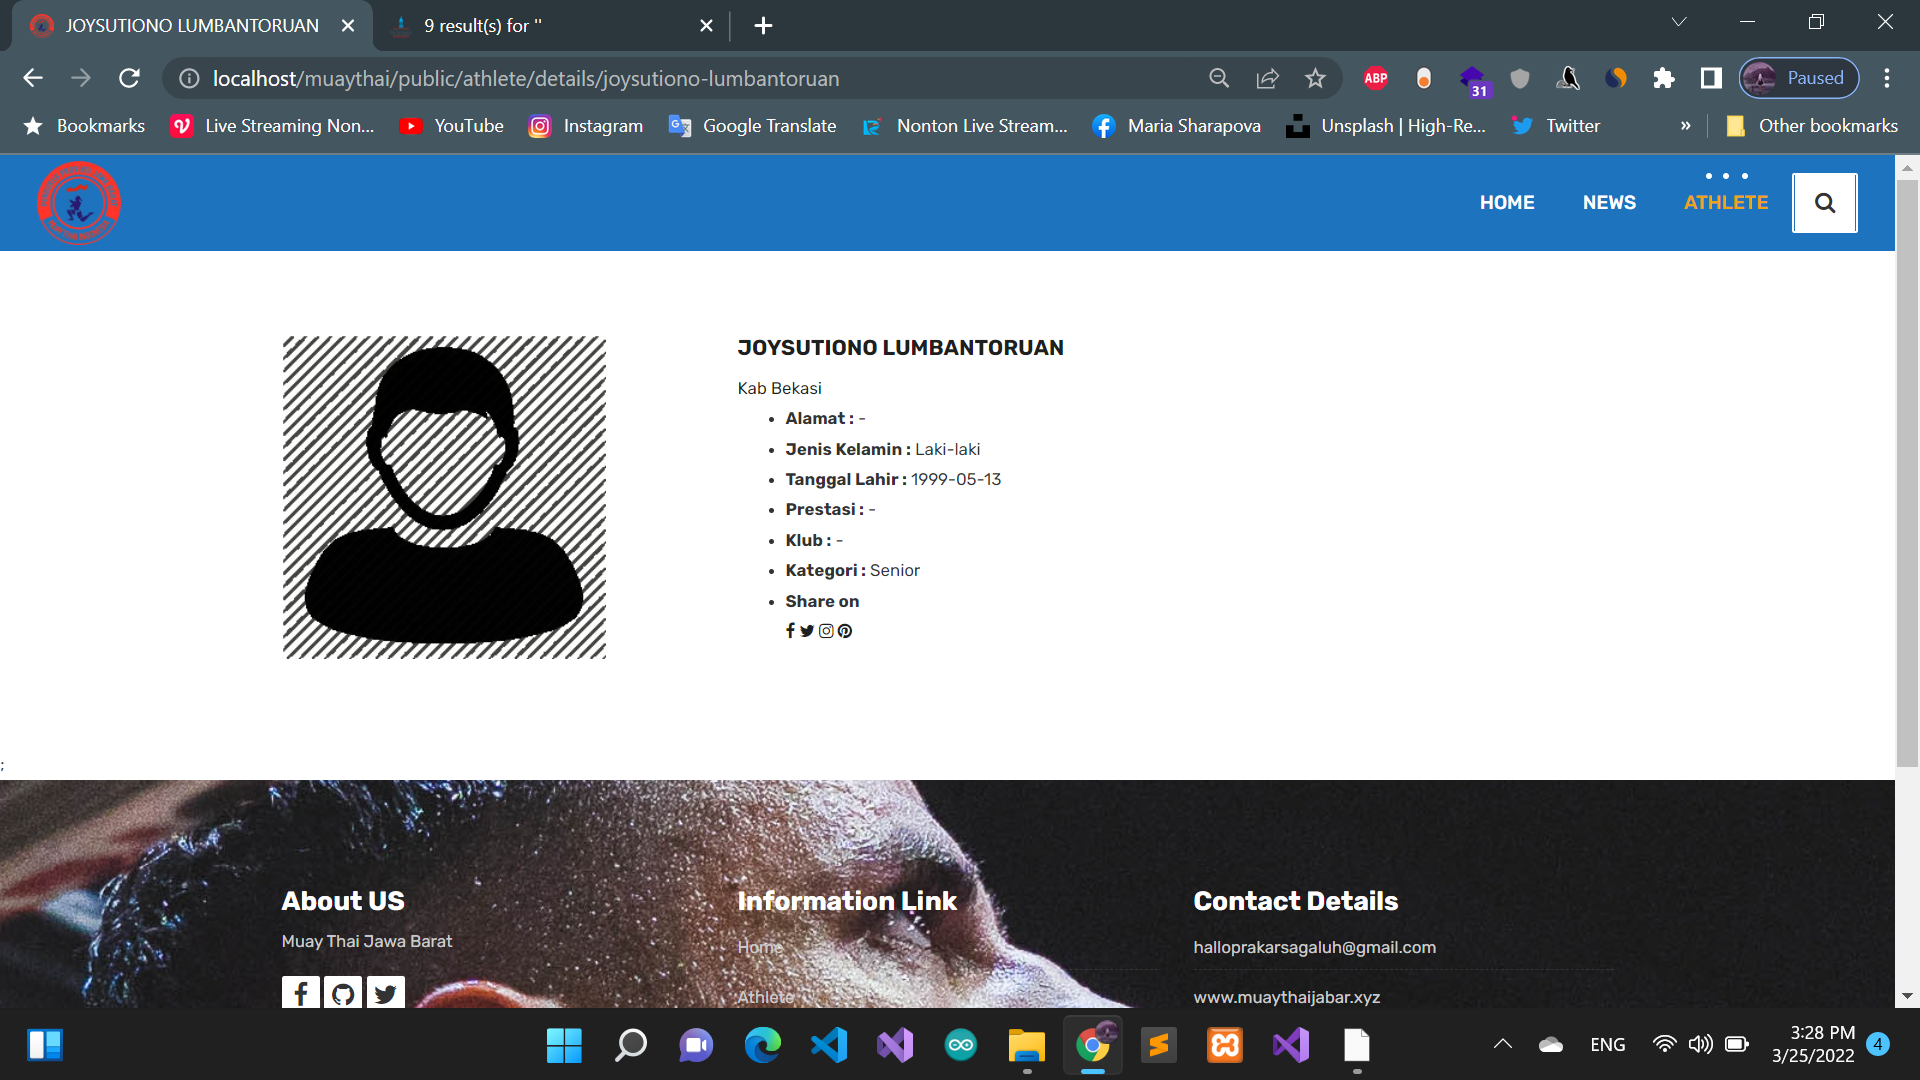 JOYSUTIONO LUMBANTORUAN
9 result(s) for ''
localhost/muaythai/public/athlete/details/joysutiono-lumbantoruan
ABP
31
Paused
Bookmarks
Live Streaming Non...
YouTube
Instagram
Google Translate
Nonton Live Stream...
Maria Sharapova
Unsplash | High-Re...
Twitter
»
Other bookmarks
HOME
NEWS
ATHLETE
JOYSUTIONO LUMBANTORUAN
Kab Bekasi
• Alamat : -
• Jenis Kelamin : Laki-laki
• Tanggal Lahir : 1999-05-13
• Prestasi : -
• Klub : -
• Kategori : Senior
• Share on
;
About US
Muay Thai Jawa Barat
Information Link
Home
Athlete
Contact Details
halloprakarsagaluh@gmail.com
www.muaythaijabar.xyz
ENG
3:28 PM
3/25/2022
4